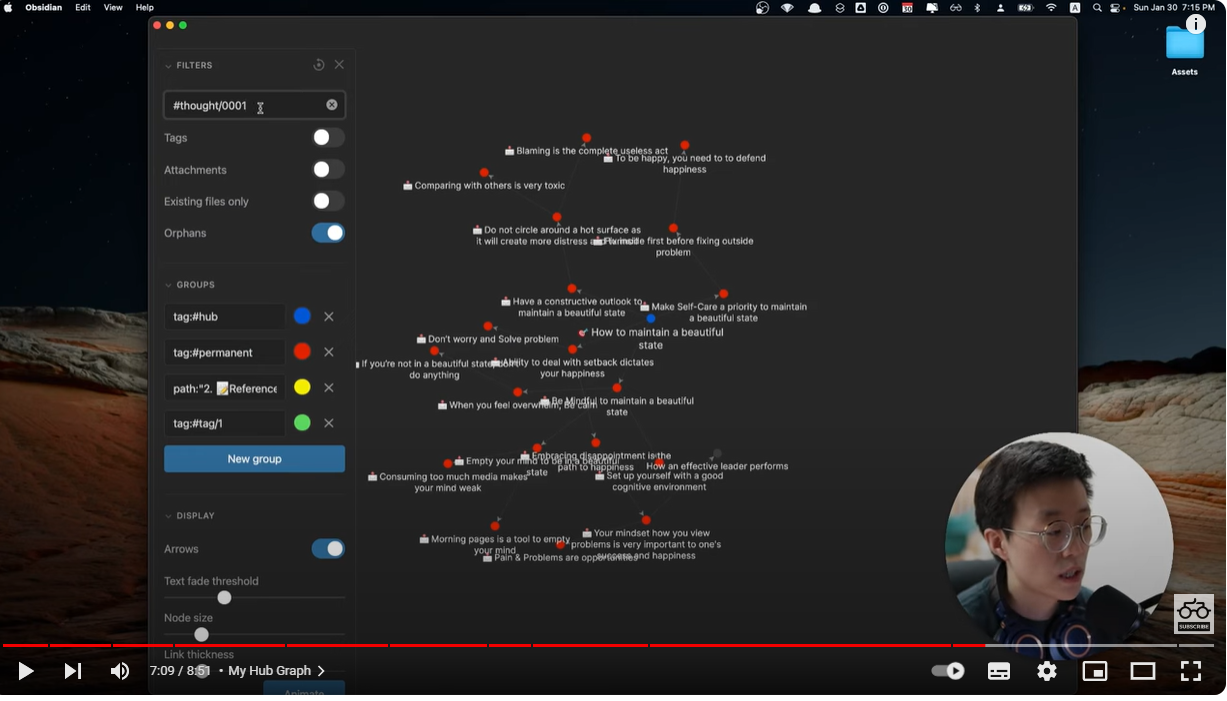 Obsidian Edit View Help
30
A
Sun Jan 30 7:15 PM
i
Assets
FILTERS
#thought/0001
Tags
Attachments
Existing files only
Orphans
GROUPS
tag:#hub
tag:#permanent
path:"2. 📝Reference
tag:#tag/1
New group
DISPLAY
Arrows
Text fade threshold
Node size
Link thickness
Animate
Blaming is the complete useless act
To be happy, you need to to defend
happiness
Comparing with others is very toxic
Do not circle around a hot surface as
it will create more distress
inside first before fixing outside
problem
Have a constructive outlook to
maintain a beautiful state
Make Self-Care a priority to maintain
a beautiful state
How to maintain a beautiful
state
Don't worry and Solve problem
If you're not in a beautiful state
do anything
Ability to deal with setback dictates
your happiness
When you feel overwhelm, Be calm
Be Mindful to maintain a beautiful
state
Embracing disappointment is the
path to happiness
Empty your mind to be in a beautiful
state
How an effective leader performs
Consuming too much media makes
your mind weak
Set up yourself with a good
cognitive environment
Morning pages is a tool to empty
your mind
Your mindset how you view
problems is very important to one's
success and happiness
Pain & Problems are opportunities
SUBSCRIBE
7:09 / 8:51 • My Hub Graph >